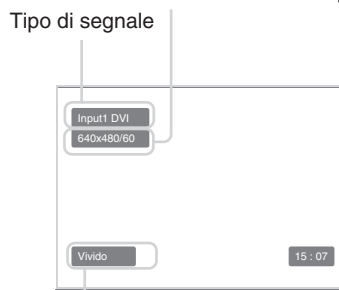 Tipo di segnale
Input1 DVI
640x480/60
Vivido
15 : 07